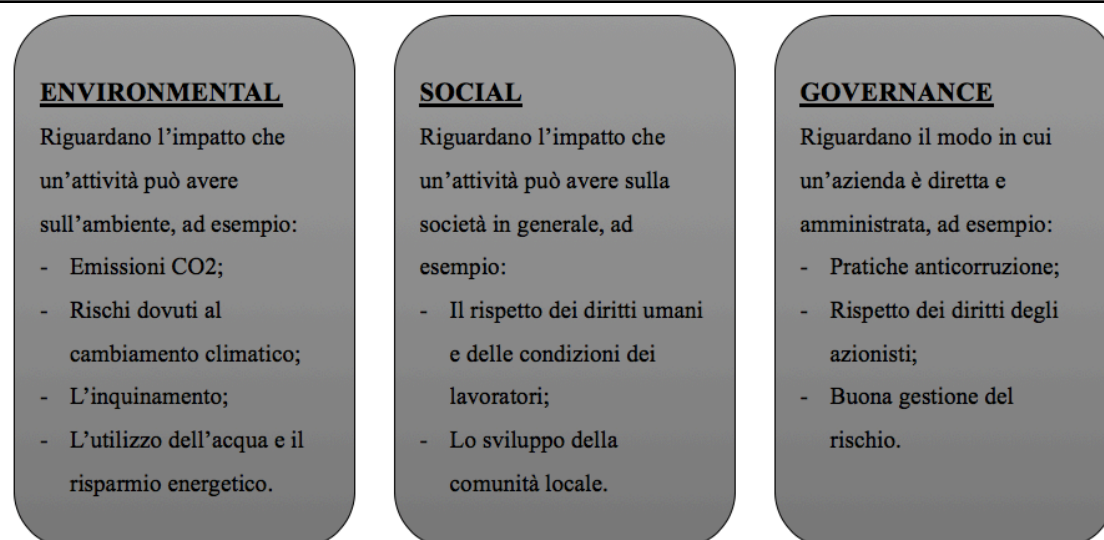 ENVIRONMENTAL
Riguardano l’impatto che
un’attività può avere
sull’ambiente, ad esempio:
- Emissioni CO2;
- Rischi dovuti al
cambiamento climatico;
- L’inquinamento;
- L’utilizzo dell’acqua e il
risparmio energetico.
SOCIAL
Riguardano l’impatto che
un’attività può avere sulla
società in generale, ad
esempio:
- Il rispetto dei diritti umani
e delle condizioni dei
lavoratori;
- Lo sviluppo della
comunità locale.
GOVERNANCE
Riguardano il modo in cui
un’azienda è diretta e
amministrata, ad esempio:
- Pratiche anticorruzione;
- Rispetto dei diritti degli
azionisti;
- Buona gestione del
rischio.